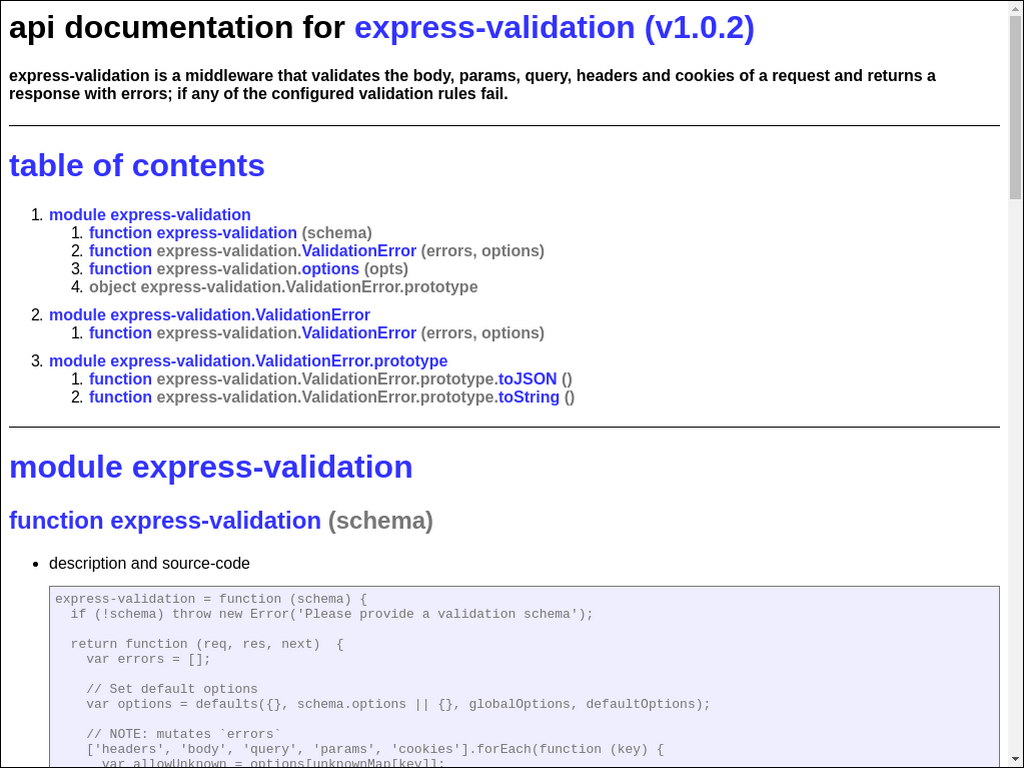 api documentation for express-validation (v1.0.2)
express-validation is a middleware that validates the body, params, query, headers and cookies of a request and returns a
response with errors; if any of the configured validation rules fail.
table of contents
1. module express-validation
1. function express-validation (schema)
2. function express-validation.ValidationError (errors, options)
3. function express-validation.options (opts)
4. object express-validation.ValidationError.prototype
2. module express-validation.ValidationError
1. function express-validation.ValidationError (errors, options)
3. module express-validation.ValidationError.prototype
1. function express-validation.ValidationError.prototype.toJSON ()
2. function express-validation.ValidationError.prototype.toString ()
module express-validation
function express-validation (schema)
• description and source-code
express-validation = function (schema) {
  if (!schema) throw new Error('Please provide a validation schema');
  return function (req, res, next)  {
    var errors = [];
    // Set default options
    var options = defaults({}, schema.options || {}, globalOptions, defaultOptions);
    // NOTE: mutates `errors`
    ['headers', 'body', 'query', 'params', 'cookies'].forEach(function (key) {
      var allowUnknown = options[unknownMap[key]];